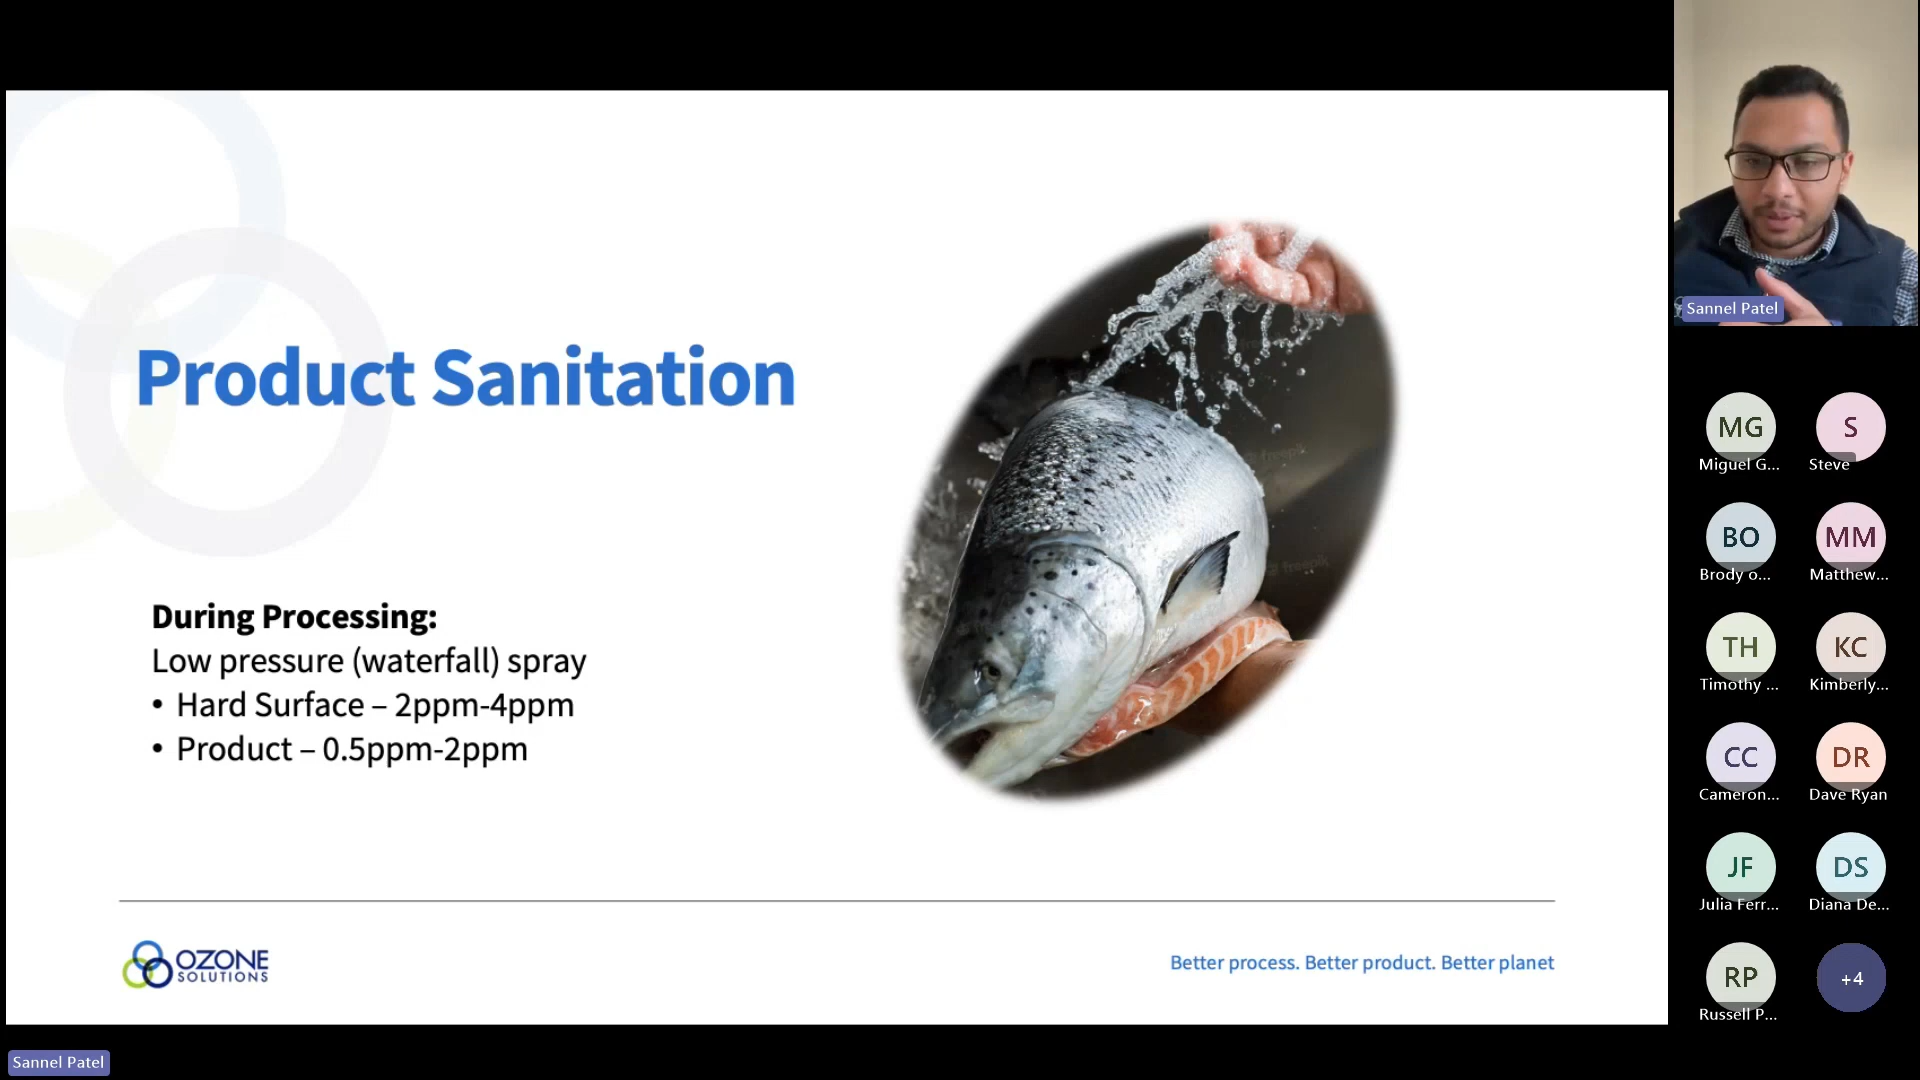 Product Sanitation
During Processing:
Low pressure (waterfall) spray
• Hard Surface – 2ppm-4ppm
• Product – 0.5ppm-2ppm
OZONE
SOLUTIONS
Better process. Better product. Better planet
Sannel Patel
Sannel Patel
MG
Miguel G...
S
Steve
BO
Brody o...
MM
Matthew...
TH
Timothy ...
KC
Kimberly...
CC
Cameron...
DR
Dave Ryan
JF
Julia Ferr...
DS
Diana De...
RP
Russell P...
+4